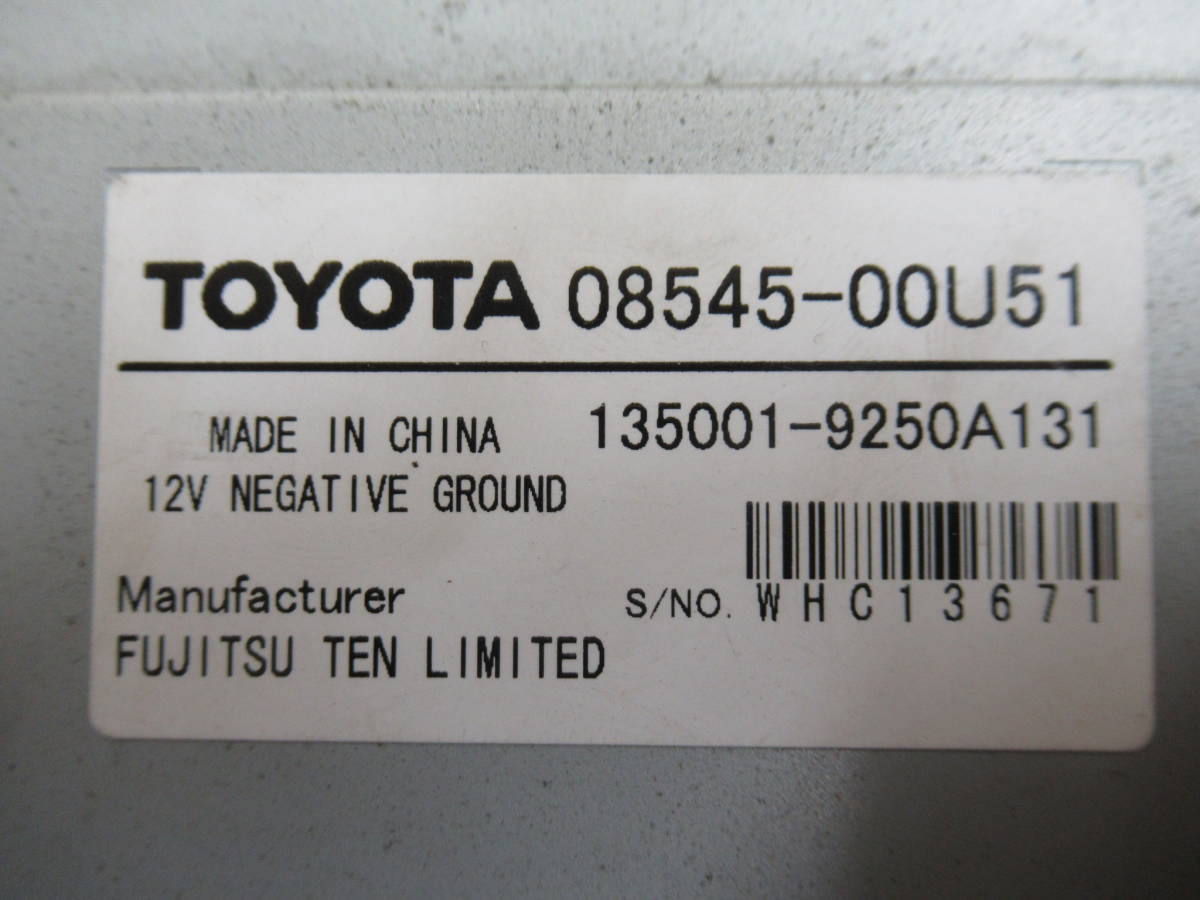 TOYOTA 08545-00U51
MADE IN CHINA 135001-9250A131
12V NEGATIVE GROUND
Manufacturer S/NO. WHC13671
FUJITSU TEN LIMITED